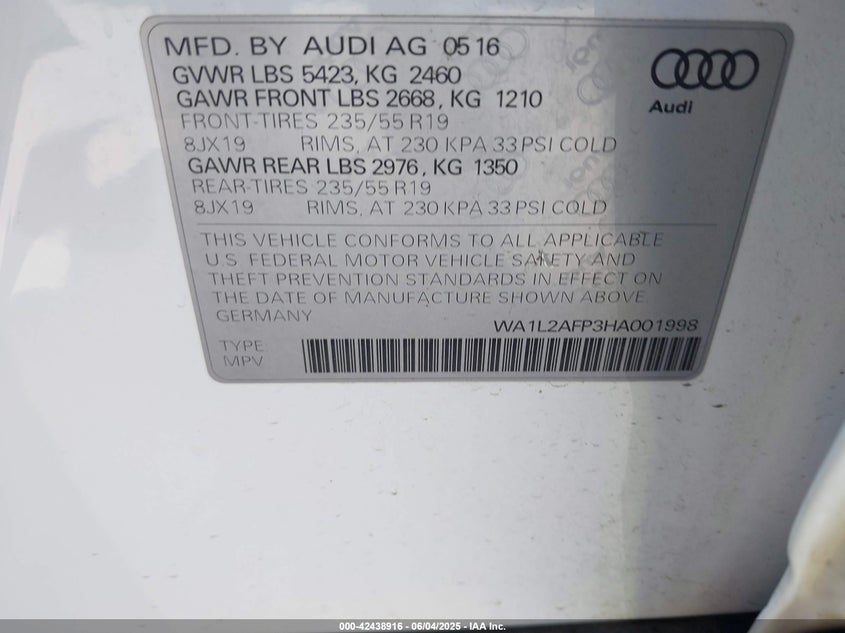 MFD. BY AUDI AG 05 16
GVWR LBS 5423, KG 2460
GAWR FRONT LBS 2668, KG 1210
FRONT-TIRES 235/55 R19
8JX19 RIMS, AT 230 KPA 33 PSI COLD
GAWR REAR LBS 2976, KG 1350
REAR-TIRES 235/55 R19
8JX19 RIMS, AT 230 KPA 33 PSI COLD
Audi
THIS VEHICLE CONFORMS TO ALL APPLICABLE
U.S. FEDERAL MOTOR VEHICLE SAFETY AND
THEFT PREVENTION STANDARDS IN EFFECT ON
THE DATE OF MANUFACTURE SHOWN ABOVE.
GERMANY
WA1L2AFP3HA001998
TYPE
MPV
000-42438916 - 06/04/2025 - IAA Inc.